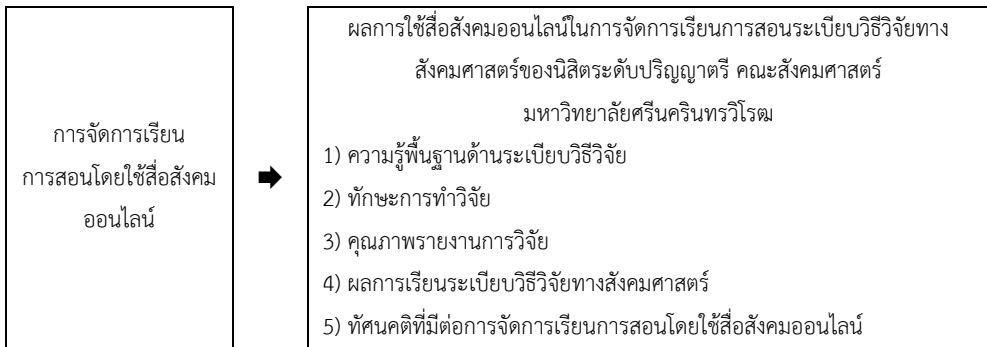 การจัดการเรียน
การสอนโดยใช้สื่อสังคม
ออนไลน์
ผลการใช้สื่อสังคมออนไลน์ในการจัดการเรียนการสอนระเบียบวิธีวิจัยทาง
สังคมศาสตร์ของนิสิตระดับปริญญาตรี คณะสังคมศาสตร์
มหาวิทยาลัยศรีนครินทรวิโรฒ
1) ความรู้พื้นฐานด้านระเบียบวิธีวิจัย
2) ทักษะการทำวิจัย
3) คุณภาพรายงานการวิจัย
4) ผลการเรียนระเบียบวิธีวิจัยทางสังคมศาสตร์
5) ทัศนคติที่มีต่อการจัดการเรียนการสอนโดยใช้สื่อสังคมออนไลน์